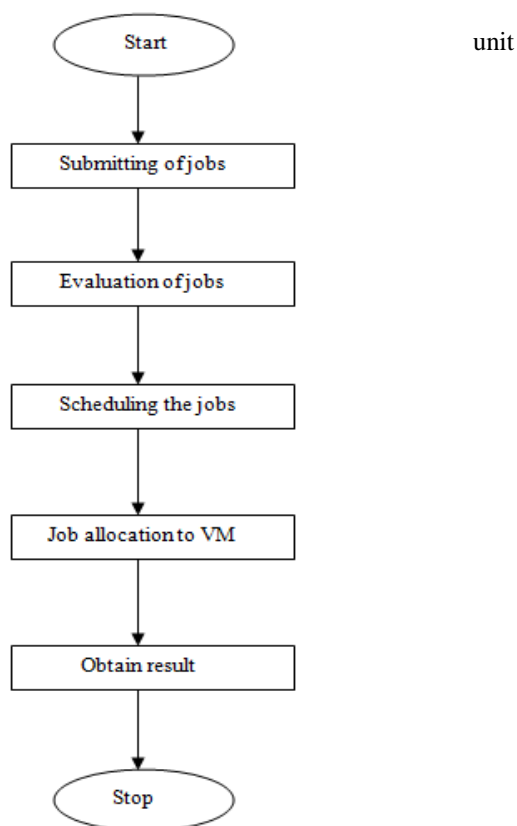 Start
unit
Submitting of jobs
Evaluation of jobs
Scheduling the jobs
Job allocation to VM
Obtain result
Stop